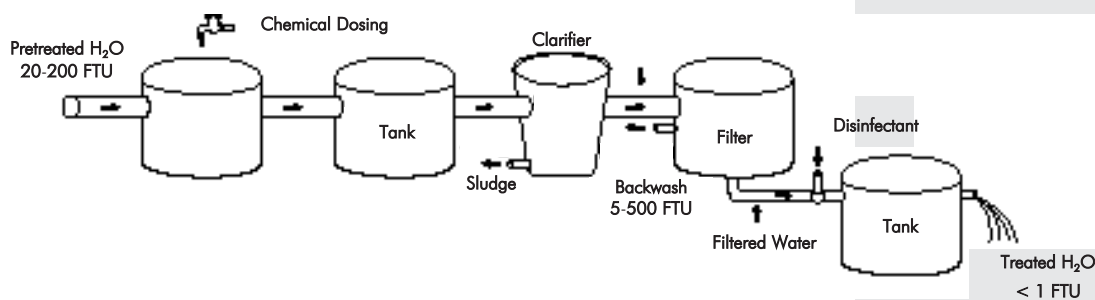 Chemical Dosing
Pretreated H₂O
20-200 FTU
Clarifier
Tank
Filter
Disinfectant
Sludge
Backwash
5-500 FTU
Filtered Water
Tank
Treated H₂O
< 1 FTU